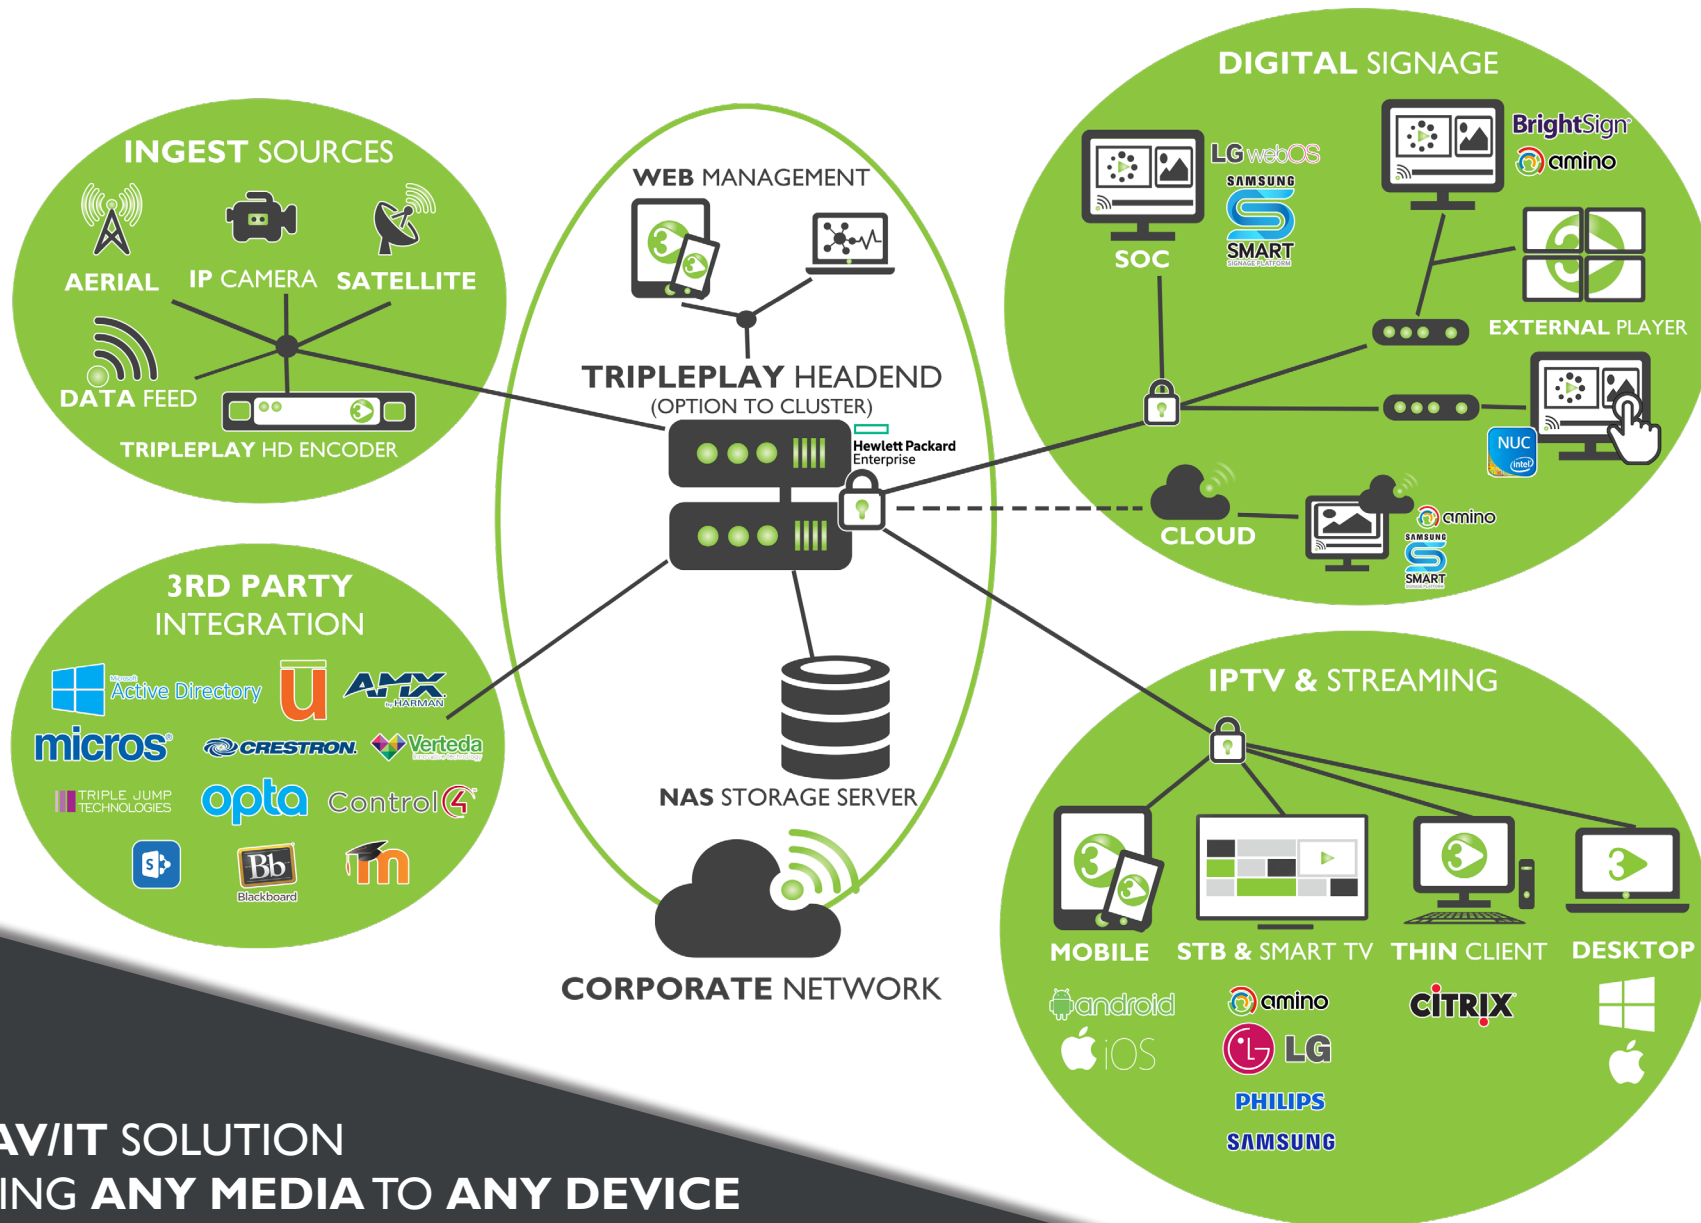 INGEST SOURCES
AERIAL
IP CAMERA
SATELLITE
DATA FEED
TRIPLEPLAY HD ENCODER
3RD PARTY
INTEGRATION
Microsoft
Active Directory
u
AMX
by HARMAN
micros
CRESTRON
Verteda
TRIPLE JUMP
TECHNOLOGIES
opta
Control4
S
Bb
Blackboard
m
WEB MANAGEMENT
TRIPLEPLAY HEADEND
(OPTION TO CLUSTER)
Hewlett Packard
Enterprise
NAS STORAGE SERVER
CORPORATE NETWORK
DIGITAL SIGNAGE
LG webOS
SAMSUNG
SMART
SIGNAGE PLATFORM
SOC
BrightSign
amino
EXTERNAL PLAYER
NUC
intel
CLOUD
amino
SAMSUNG
SMART
IPTV & STREAMING
MOBILE
STB & SMART TV
THIN CLIENT
DESKTOP
android
iOS
amino
LG
PHILIPS
SAMSUNG
CITRIX
AV/IT SOLUTION
ING ANY MEDIA TO ANY DEVICE